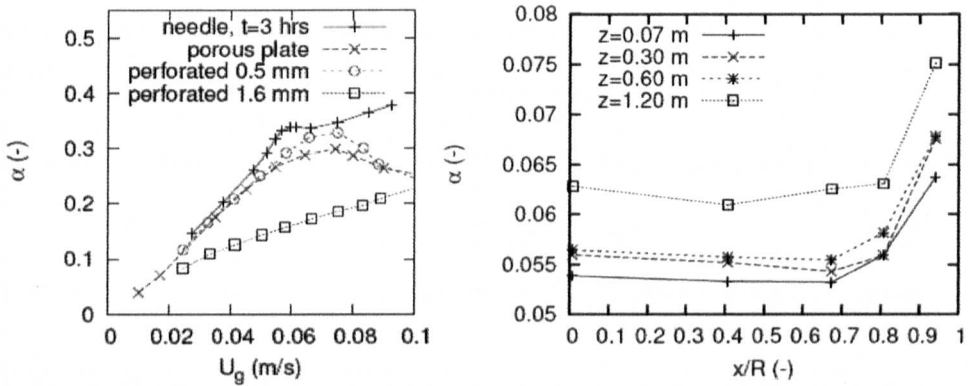 needle, t=3 hrs
porous plate
perforated 0.5 mm
perforated 1.6 mm
0.5
0.4
0.3
0.2
0.1
0
α (-)
0 0.02 0.04 0.06 0.08 0.1
Ug (m/s)
z=0.07 m
z=0.30 m
z=0.60 m
z=1.20 m
0.08
0.075
0.07
0.065
0.06
0.055
0.05
α (-)
0 0.1 0.2 0.3 0.4 0.5 0.6 0.7 0.8 0.9 1
x/R (-)